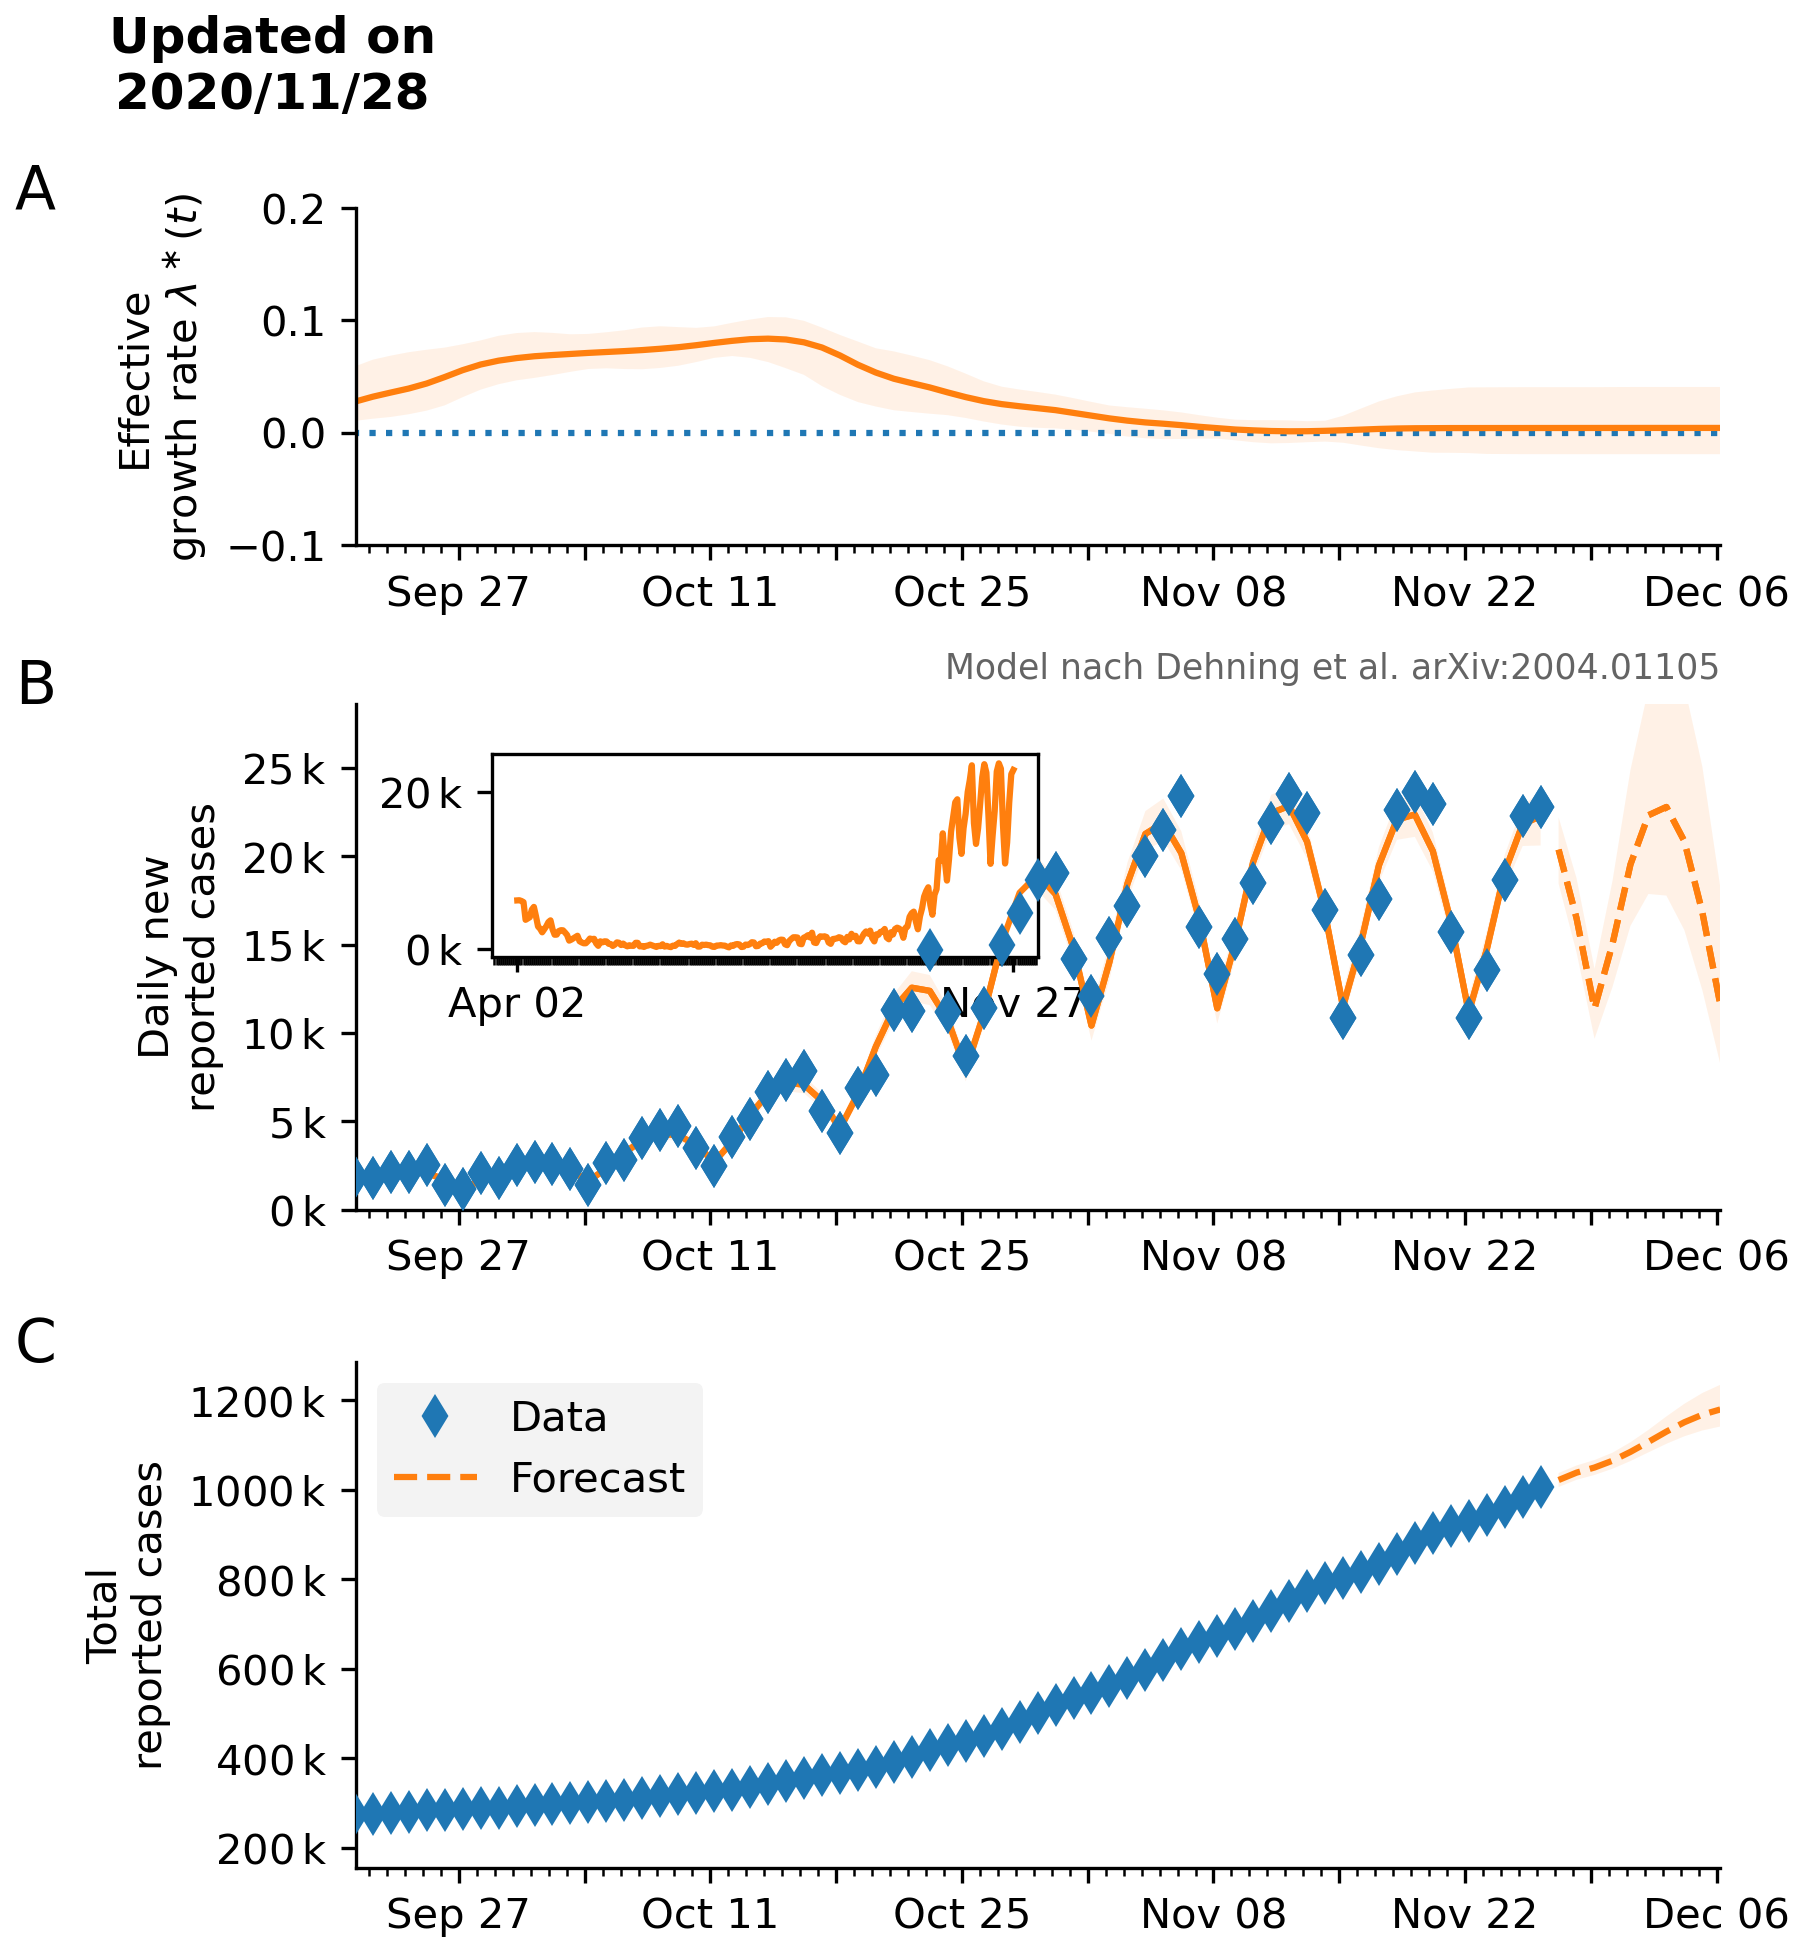 Updated on
2020/11/28
A
Effective
growth rate λ * (t)
0.2
0.1
0.0
−0.1
Sep 27 Oct 11 Oct 25 Nov 08 Nov 22 Dec 06
B
Model nach Dehning et al. arXiv:2004.01105
Daily new
reported cases
25 k
20 k
15 k
10 k
5 k
0 k
20 k
0 k
Apr 02 Nov 27
Sep 27 Oct 11 Oct 25 Nov 08 Nov 22 Dec 06
C
Total
reported cases
1200 k
1000 k
800 k
600 k
400 k
200 k
Data
Forecast
Sep 27 Oct 11 Oct 25 Nov 08 Nov 22 Dec 06